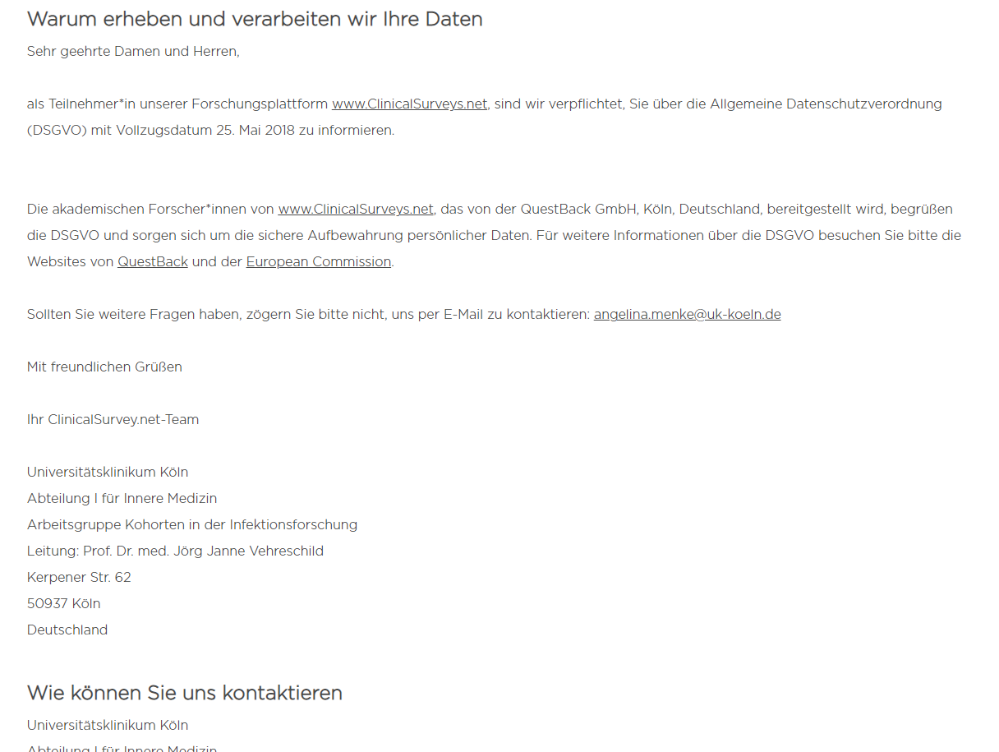 Warum erheben und verarbeiten wir Ihre Daten
Sehr geehrte Damen und Herren,
als Teilnehmer*in unserer Forschungsplattform www.ClinicalSurveys.net, sind wir verpflichtet, Sie über die Allgemeine Datenschutzverordnung
(DSGVO) mit Vollzugsdatum 25. Mai 2018 zu informieren.
Die akademischen Forscher*innen von www.ClinicalSurveys.net, das von der QuestBack GmbH, Köln, Deutschland, bereitgestellt wird, begrüßen
die DSGVO und sorgen sich um die sichere Aufbewahrung persönlicher Daten. Für weitere Informationen über die DSGVO besuchen Sie bitte die
Websites von QuestBack und der European Commission.
Sollten Sie weitere Fragen haben, zögern Sie bitte nicht, uns per E-Mail zu kontaktieren: angelina.menke@uk-koeln.de
Mit freundlichen Grüßen
Ihr ClinicalSurvey.net-Team
Universitätsklinikum Köln
Abteilung I für Innere Medizin
Arbeitsgruppe Kohorten in der Infektionsforschung
Leitung: Prof. Dr. med. Jörg Janne Vehreschild
Kerpener Str. 62
50937 Köln
Deutschland
Wie können Sie uns kontaktieren
Universitätsklinikum Köln
Abteilung I für Innere Medizin